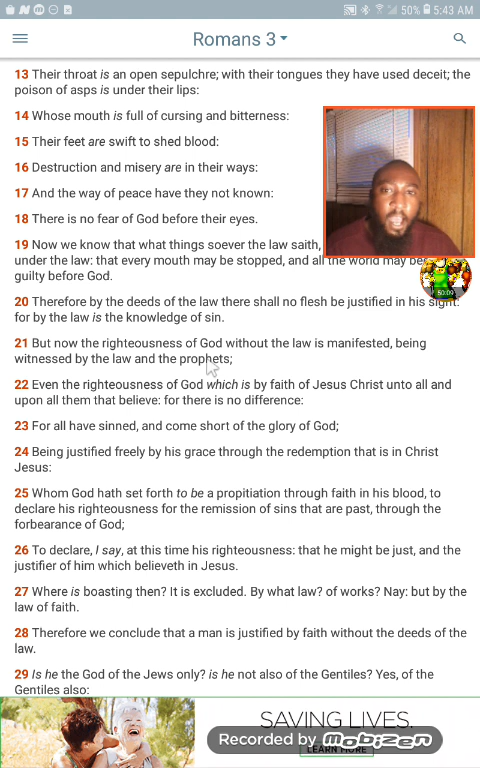 50% 5:43 AM
Romans 3
13 Their throat is an open sepulchre; with their tongues they have used deceit; the
poison of asps is under their lips:
14 Whose mouth is full of cursing and bitterness:
15 Their feet are swift to shed blood:
16 Destruction and misery are in their ways:
17 And the way of peace have they not known:
18 There is no fear of God before their eyes.
19 Now we know that what things soever the law saith,
under the law: that every mouth may be stopped, and all the world may be
guilty before God.
50:09
20 Therefore by the deeds of the law there shall no flesh be justified in his sight:
for by the law is the knowledge of sin.
21 But now the righteousness of God without the law is manifested, being
witnessed by the law and the prophets;
22 Even the righteousness of God which is by faith of Jesus Christ unto all and
upon all them that believe: for there is no difference:
23 For all have sinned, and come short of the glory of God;
24 Being justified freely by his grace through the redemption that is in Christ
Jesus:
25 Whom God hath set forth to be a propitiation through faith in his blood, to
declare his righteousness for the remission of sins that are past, through the
forbearance of God;
26 To declare, I say, at this time his righteousness: that he might be just, and the
justifier of him which believeth in Jesus.
27 Where is boasting then? It is excluded. By what law? of works? Nay: but by the
law of faith.
28 Therefore we conclude that a man is justified by faith without the deeds of the
law.
29 Is he the God of the Jews only? is he not also of the Gentiles? Yes, of the
Gentiles also:
SAVING LIVES.
Recorded by Mobizen
LEARN MORE